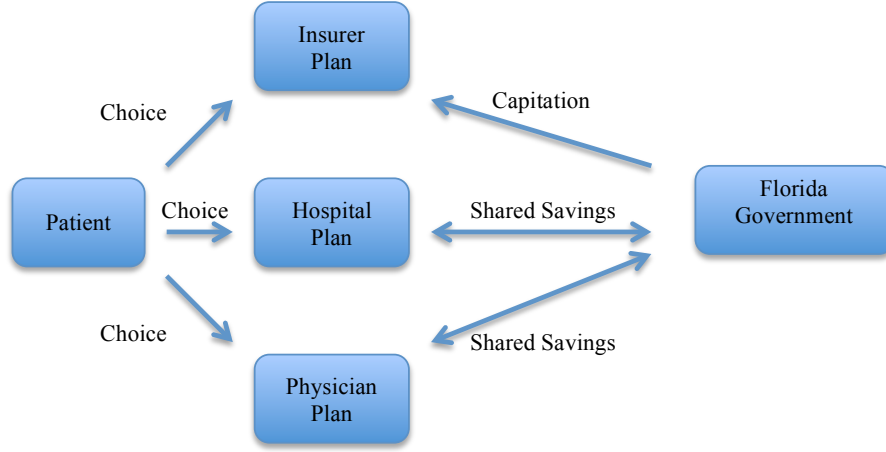 Insurer
Plan
Choice
Capitation
Patient
Choice
Hospital
Plan
Shared Savings
Florida
Government
Choice
Shared Savings
Physician
Plan